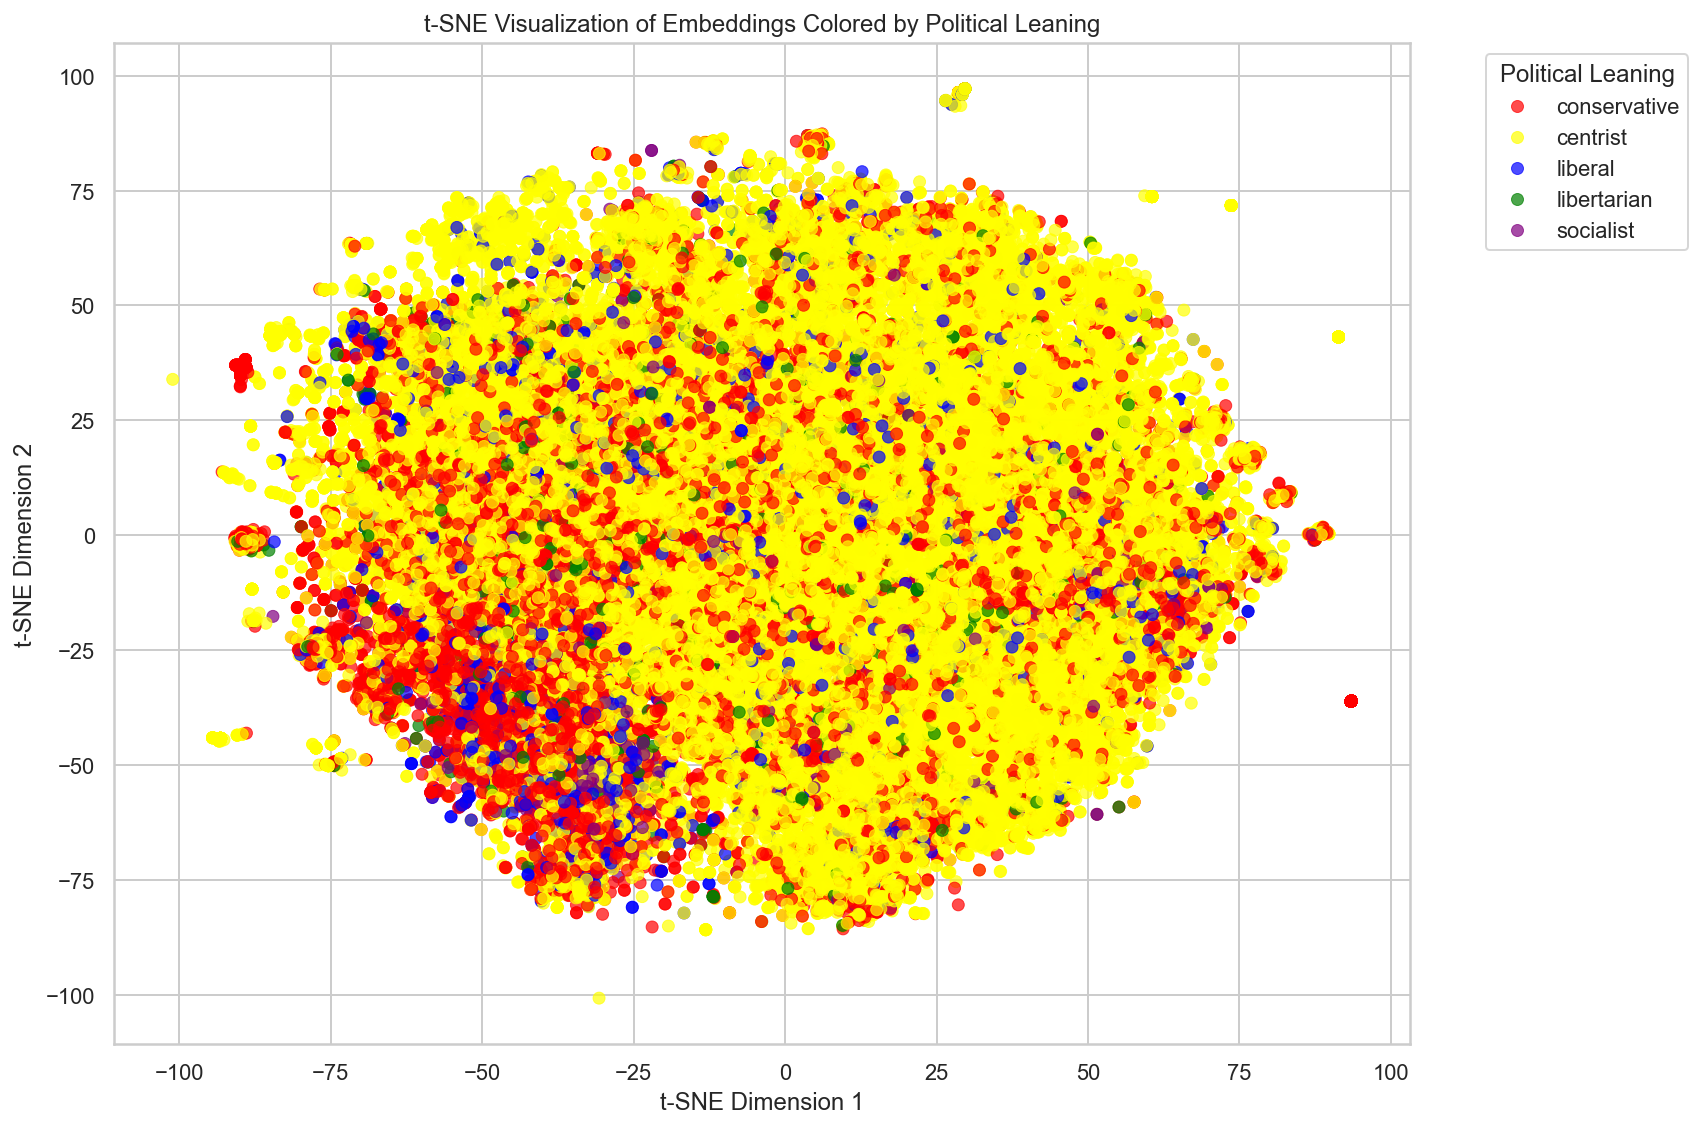 t-SNE Visualization of Embeddings Colored by Political Leaning
Political Leaning
conservative
centrist
liberal
libertarian
socialist
t-SNE Dimension 2
100
75
50
25
0
−25
−50
−75
−100
−100
−75
−50
−25
0
25
50
75
100
t-SNE Dimension 1